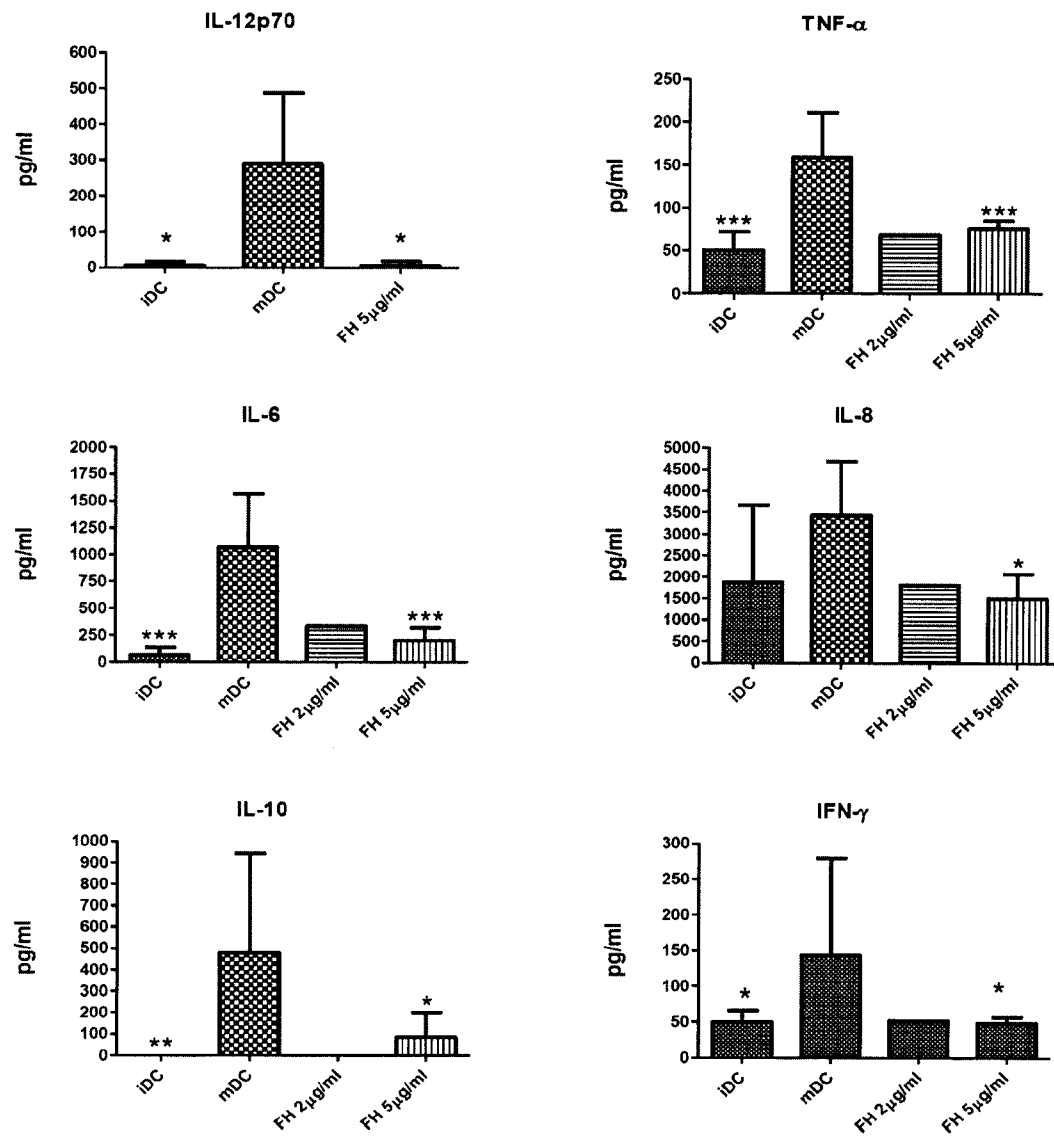 IL-12p70
600
500
400
300
200
100
0
pg/ml
*
*
iDC
mDC
FH 5µg/ml
TNF-α
250
200
150
100
50
0
pg/ml
***
***
iDC
mDC
FH 2µg/ml
FH 5µg/ml
IL-6
2000
1750
1500
1250
1000
750
500
250
0
pg/ml
***
***
iDC
mDC
FH 2µg/ml
FH 5µg/ml
IL-8
5000
4500
4000
3500
3000
2500
2000
1500
1000
500
0
pg/ml
*
iDC
mDC
FH 2µg/ml
FH 5µg/ml
IL-10
1000
900
800
700
600
500
400
300
200
100
0
pg/ml
**
*
iDC
mDC
FH 2µg/ml
FH 5µg/ml
IFN-γ
300
250
200
150
100
50
0
pg/ml
*
*
iDC
mDC
FH 2µg/ml
FH 5µg/ml